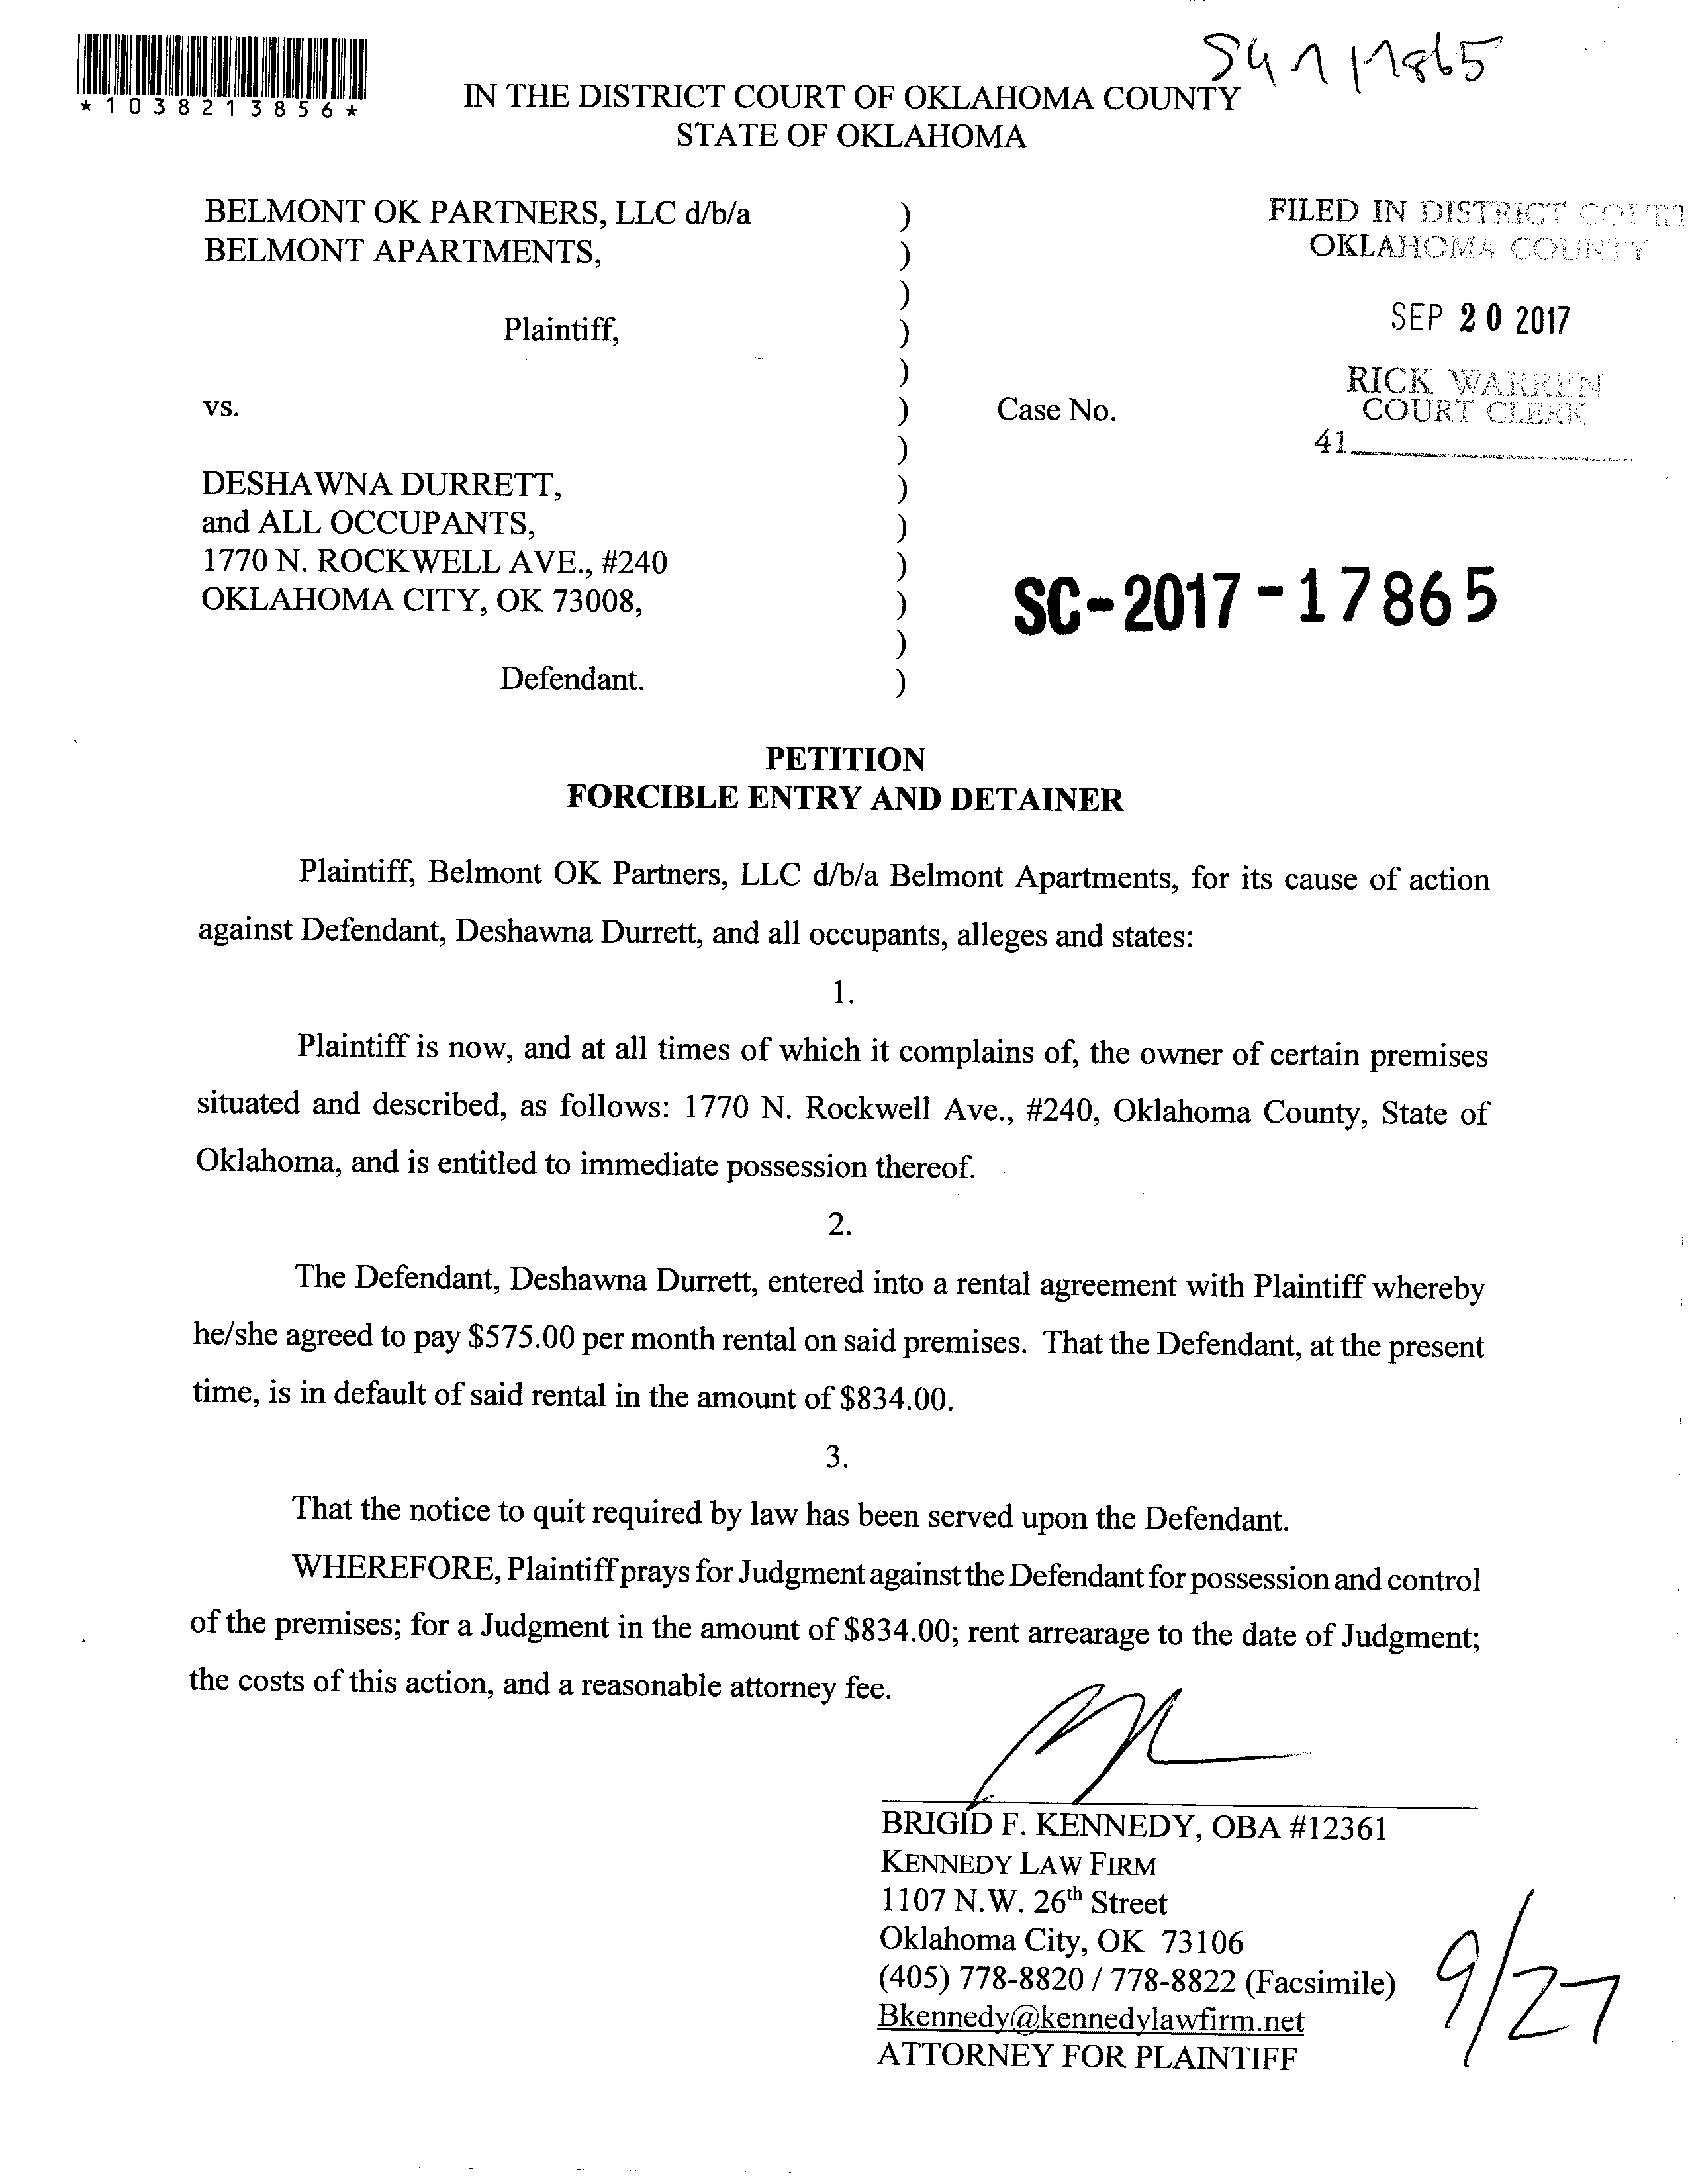 SC17 17865
*1038213856*
IN THE DISTRICT COURT OF OKLAHOMA COUNTY
STATE OF OKLAHOMA
BELMONT OK PARTNERS, LLC d/b/a )
BELMONT APARTMENTS, )
)
Plaintiff, )
)
vs. )
)
DESHAWNA DURRETT, )
and ALL OCCUPANTS, )
1770 N. ROCKWELL AVE., #240 )
OKLAHOMA CITY, OK 73008, )
)
Defendant. )
FILED IN DISTRICT COURT
OKLAHOMA COUNTY
SEP 20 2017
RICK WARREN
COURT CLERK
41
Case No.
SC-2017-17865
PETITION
FORCIBLE ENTRY AND DETAINER
Plaintiff, Belmont OK Partners, LLC d/b/a Belmont Apartments, for its cause of action
against Defendant, Deshawna Durrett, and all occupants, alleges and states:
1.
Plaintiff is now, and at all times of which it complains of, the owner of certain premises
situated and described, as follows: 1770 N. Rockwell Ave., #240, Oklahoma County, State of
Oklahoma, and is entitled to immediate possession thereof.
2.
The Defendant, Deshawna Durrett, entered into a rental agreement with Plaintiff whereby
he/she agreed to pay $575.00 per month rental on said premises. That the Defendant, at the present
time, is in default of said rental in the amount of $834.00.
3.
That the notice to quit required by law has been served upon the Defendant.
WHEREFORE, Plaintiff prays for Judgment against the Defendant for possession and control
of the premises; for a Judgment in the amount of $834.00; rent arrearage to the date of Judgment;
the costs of this action, and a reasonable attorney fee.
BRIGID F. KENNEDY, OBA #12361
KENNEDY LAW FIRM
1107 N.W. 26th Street
Oklahoma City, OK 73106
(405) 778-8820 / 778-8822 (Facsimile)
Bkennedy@kennedylawfirm.net
ATTORNEY FOR PLAINTIFF
9/27